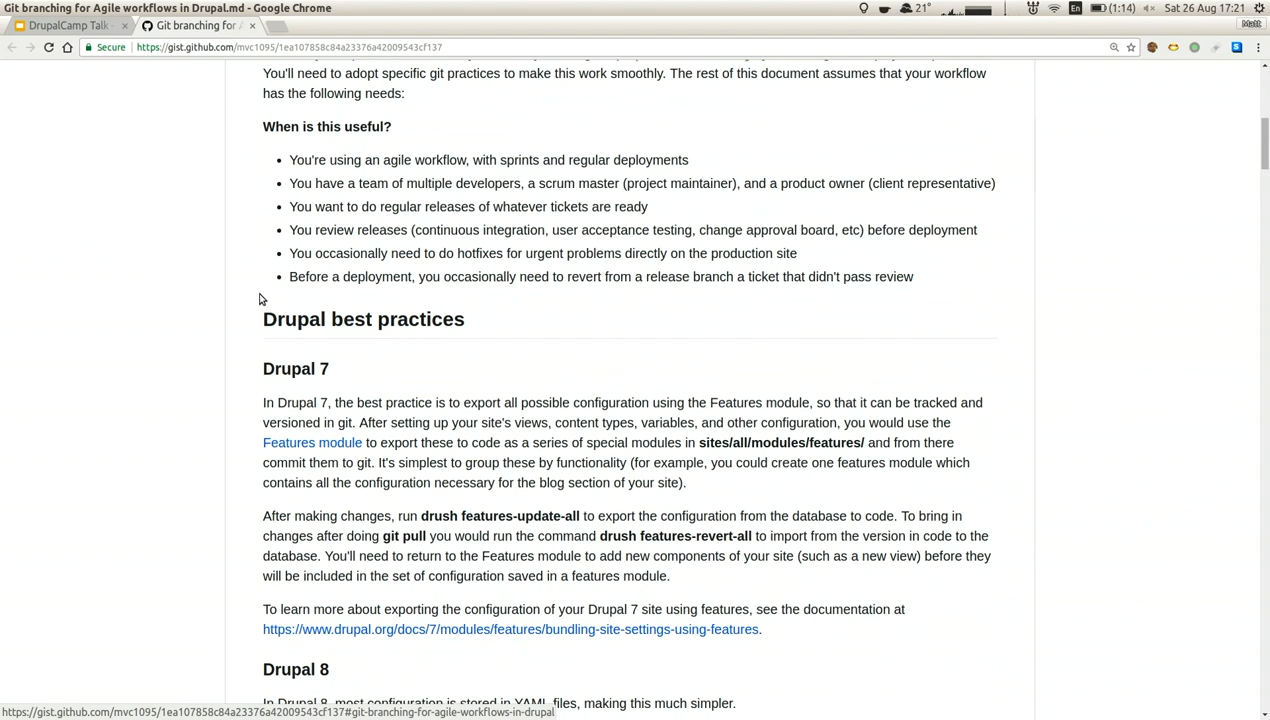 Git branching for Agile workflows in Drupal.md - Google Chrome
21°
En
(1:14)
Sat 26 Aug 17:21
DrupalCamp Talk
Git branching for A
Matt
Secure
https://gist.github.com/mvc1095/1ea107858c84a23376a42009543cf137
You'll need to adopt specific git practices to make this work smoothly. The rest of this document assumes that your workflow
has the following needs:
When is this useful?
• You're using an agile workflow, with sprints and regular deployments
• You have a team of multiple developers, a scrum master (project maintainer), and a product owner (client representative)
• You want to do regular releases of whatever tickets are ready
• You review releases (continuous integration, user acceptance testing, change approval board, etc) before deployment
• You occasionally need to do hotfixes for urgent problems directly on the production site
• Before a deployment, you occasionally need to revert from a release branch a ticket that didn't pass review
Drupal best practices
Drupal 7
In Drupal 7, the best practice is to export all possible configuration using the Features module, so that it can be tracked and
versioned in git. After setting up your site's views, content types, variables, and other configuration, you would use the
Features module to export these to code as a series of special modules in sites/all/modules/features/ and from there
commit them to git. It's simplest to group these by functionality (for example, you could create one features module which
contains all the configuration necessary for the blog section of your site).
After making changes, run drush features-update-all to export the configuration from the database to code. To bring in
changes after doing git pull you would run the command drush features-revert-all to import from the version in code to the
database. You'll need to return to the Features module to add new components of your site (such as a new view) before they
will be included in the set of configuration saved in a features module.
To learn more about exporting the configuration of your Drupal 7 site using features, see the documentation at
https://www.drupal.org/docs/7/modules/features/bundling-site-settings-using-features.
Drupal 8
In Drupal 8, most configuration is stored in YAML files, making this much simpler.
https://gist.github.com/mvc1095/1ea107858c84a23376a42009543cf137#git-branching-for-agile-workflows-in-drupal